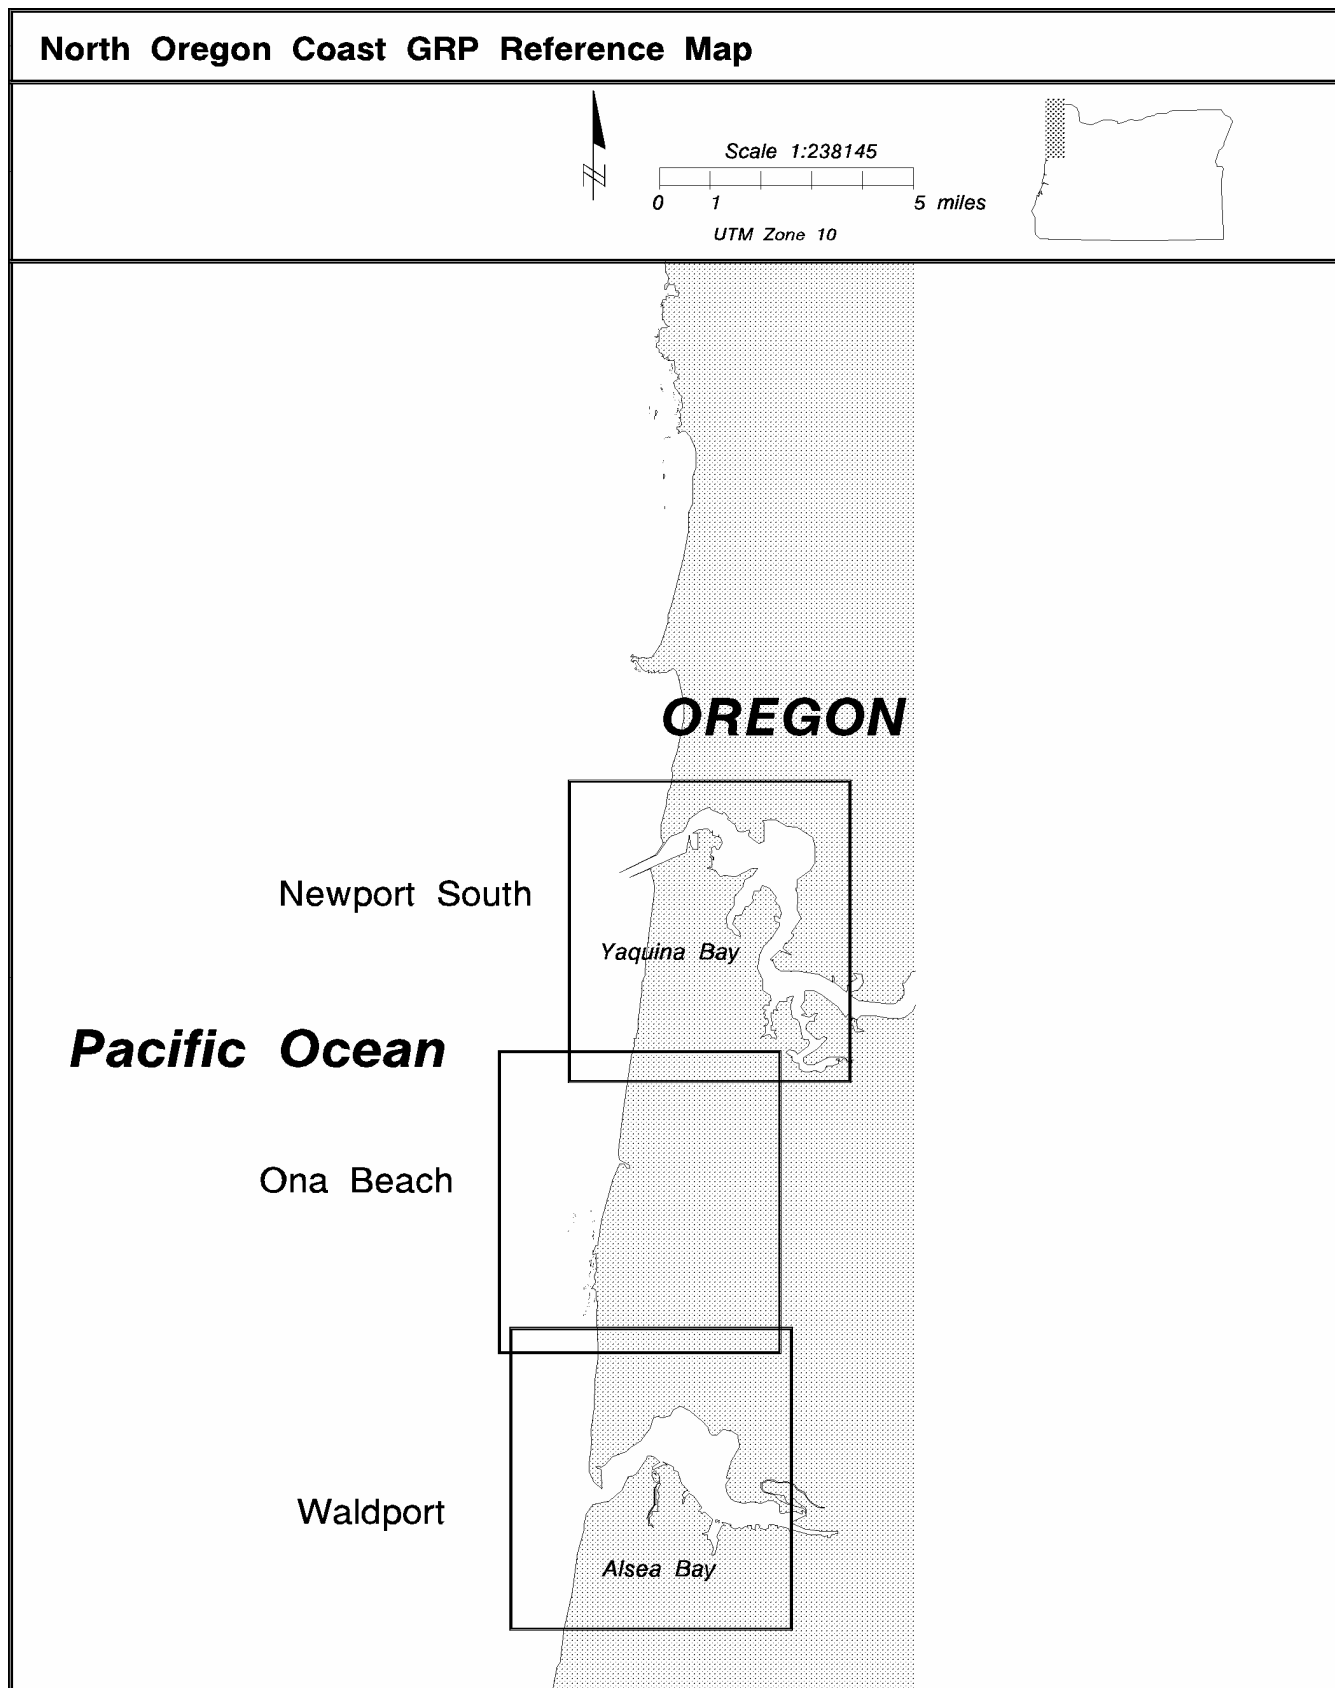 North Oregon Coast GRP Reference Map
Scale 1:238145
0 1 5 miles
UTM Zone 10
OREGON
Newport South
Yaquina Bay
Pacific Ocean
Ona Beach
Waldport
Alsea Bay